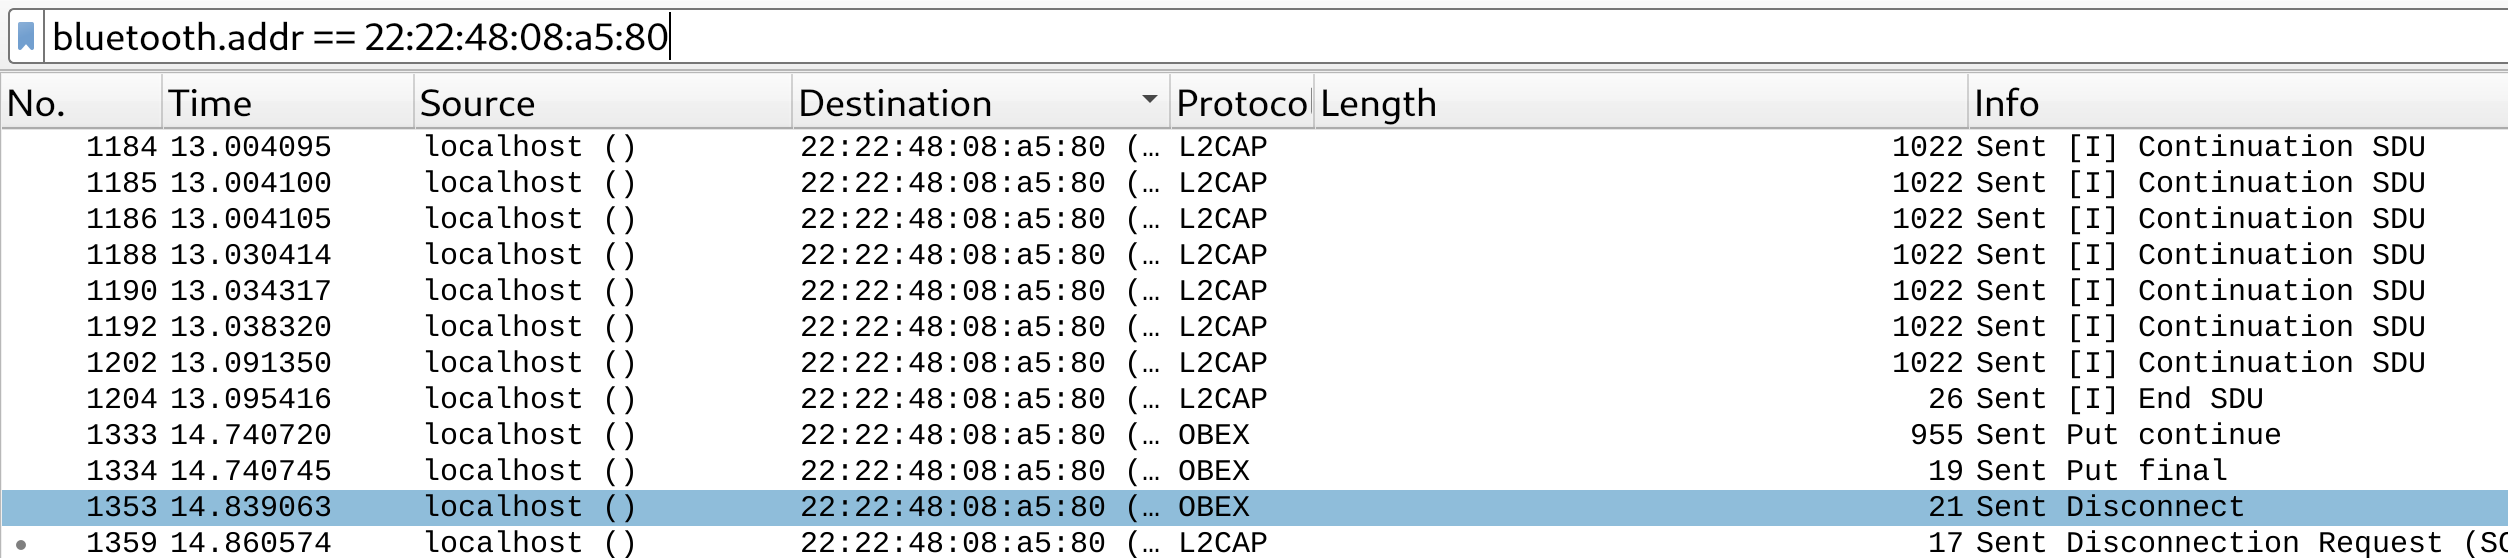 bluetooth.addr == 22:22:48:08:a5:80
No. Time Source Destination Protoco Length Info
1184 13.004095 localhost () 22:22:48:08:a5:80 (… L2CAP 1022 Sent [I] Continuation SDU
1185 13.004100 localhost () 22:22:48:08:a5:80 (… L2CAP 1022 Sent [I] Continuation SDU
1186 13.004105 localhost () 22:22:48:08:a5:80 (… L2CAP 1022 Sent [I] Continuation SDU
1188 13.030414 localhost () 22:22:48:08:a5:80 (… L2CAP 1022 Sent [I] Continuation SDU
1190 13.034317 localhost () 22:22:48:08:a5:80 (… L2CAP 1022 Sent [I] Continuation SDU
1192 13.038320 localhost () 22:22:48:08:a5:80 (… L2CAP 1022 Sent [I] Continuation SDU
1202 13.091350 localhost () 22:22:48:08:a5:80 (… L2CAP 1022 Sent [I] Continuation SDU
1204 13.095416 localhost () 22:22:48:08:a5:80 (… L2CAP 26 Sent [I] End SDU
1333 14.740720 localhost () 22:22:48:08:a5:80 (… OBEX 955 Sent Put continue
1334 14.740745 localhost () 22:22:48:08:a5:80 (… OBEX 19 Sent Put final
1353 14.839063 localhost () 22:22:48:08:a5:80 (… OBEX 21 Sent Disconnect
1359 14.860574 localhost () 22:22:48:08:a5:80 (… L2CAP 17 Sent Disconnection Request